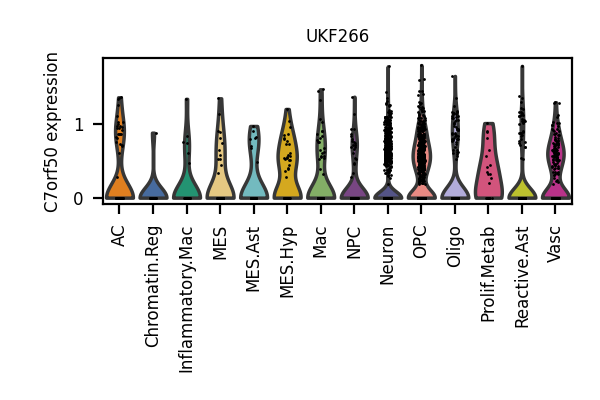 UKF266
C7orf50 expression
1
0
AC
Chromatin.Reg
Inflammatory.Mac
MES
MES.Ast
MES.Hyp
Mac
NPC
Neuron
OPC
Oligo
Prolif.Metab
Reactive.Ast
Vasc